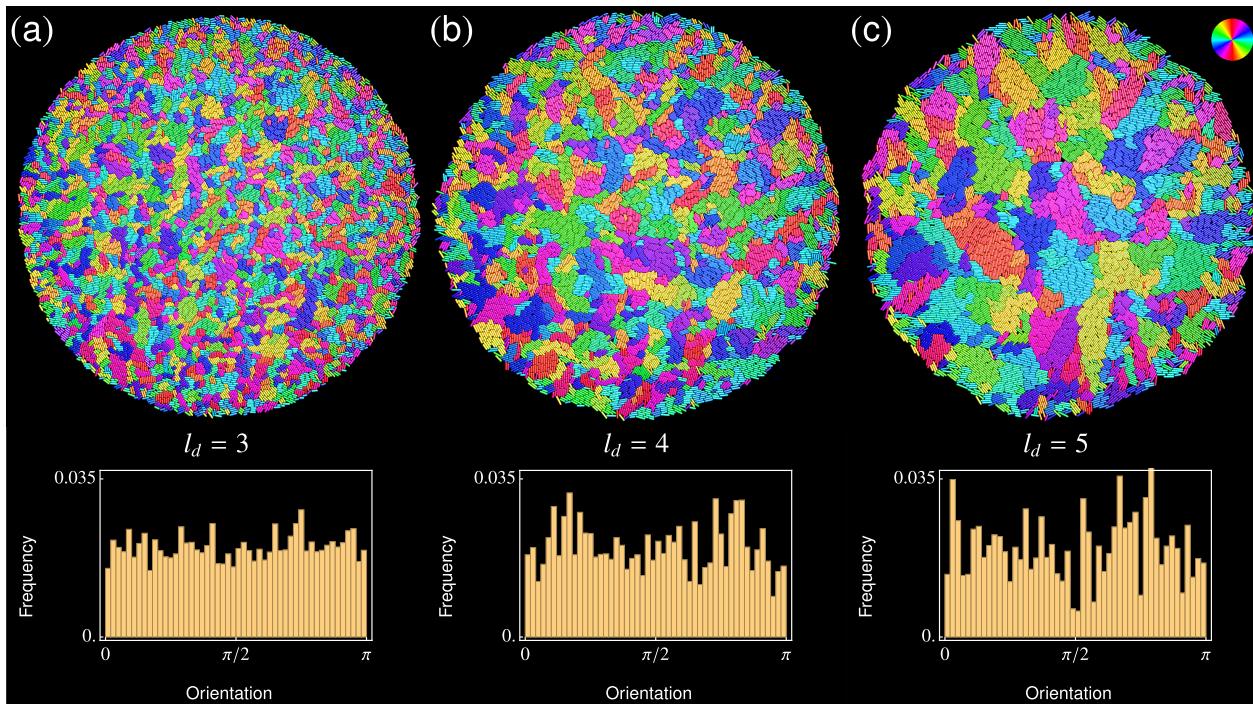 (a)
(b)
(c)
l_d = 3
l_d = 4
l_d = 5
0.035
0.
Frequency
0
π/2
π
Orientation
0.035
0.
Frequency
0
π/2
π
Orientation
0.035
0.
Frequency
0
π/2
π
Orientation